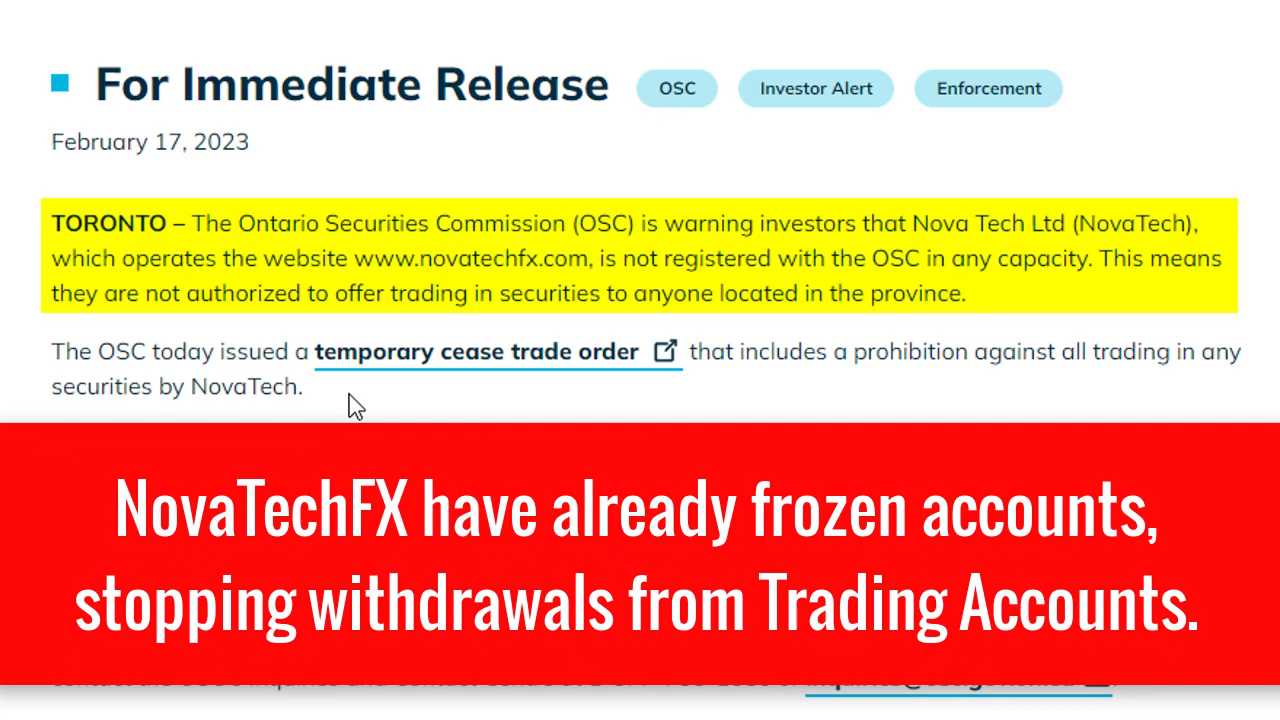 For Immediate Release OSC Investor Alert Enforcement
February 17, 2023
TORONTO – The Ontario Securities Commission (OSC) is warning investors that Nova Tech Ltd (NovaTech),
which operates the website www.novatechfx.com, is not registered with the OSC in any capacity. This means
they are not authorized to offer trading in securities to anyone located in the province.
The OSC today issued a temporary cease trade order that includes a prohibition against all trading in any
securities by NovaTech.
NovaTechFX have already frozen accounts,
stopping withdrawals from Trading Accounts.